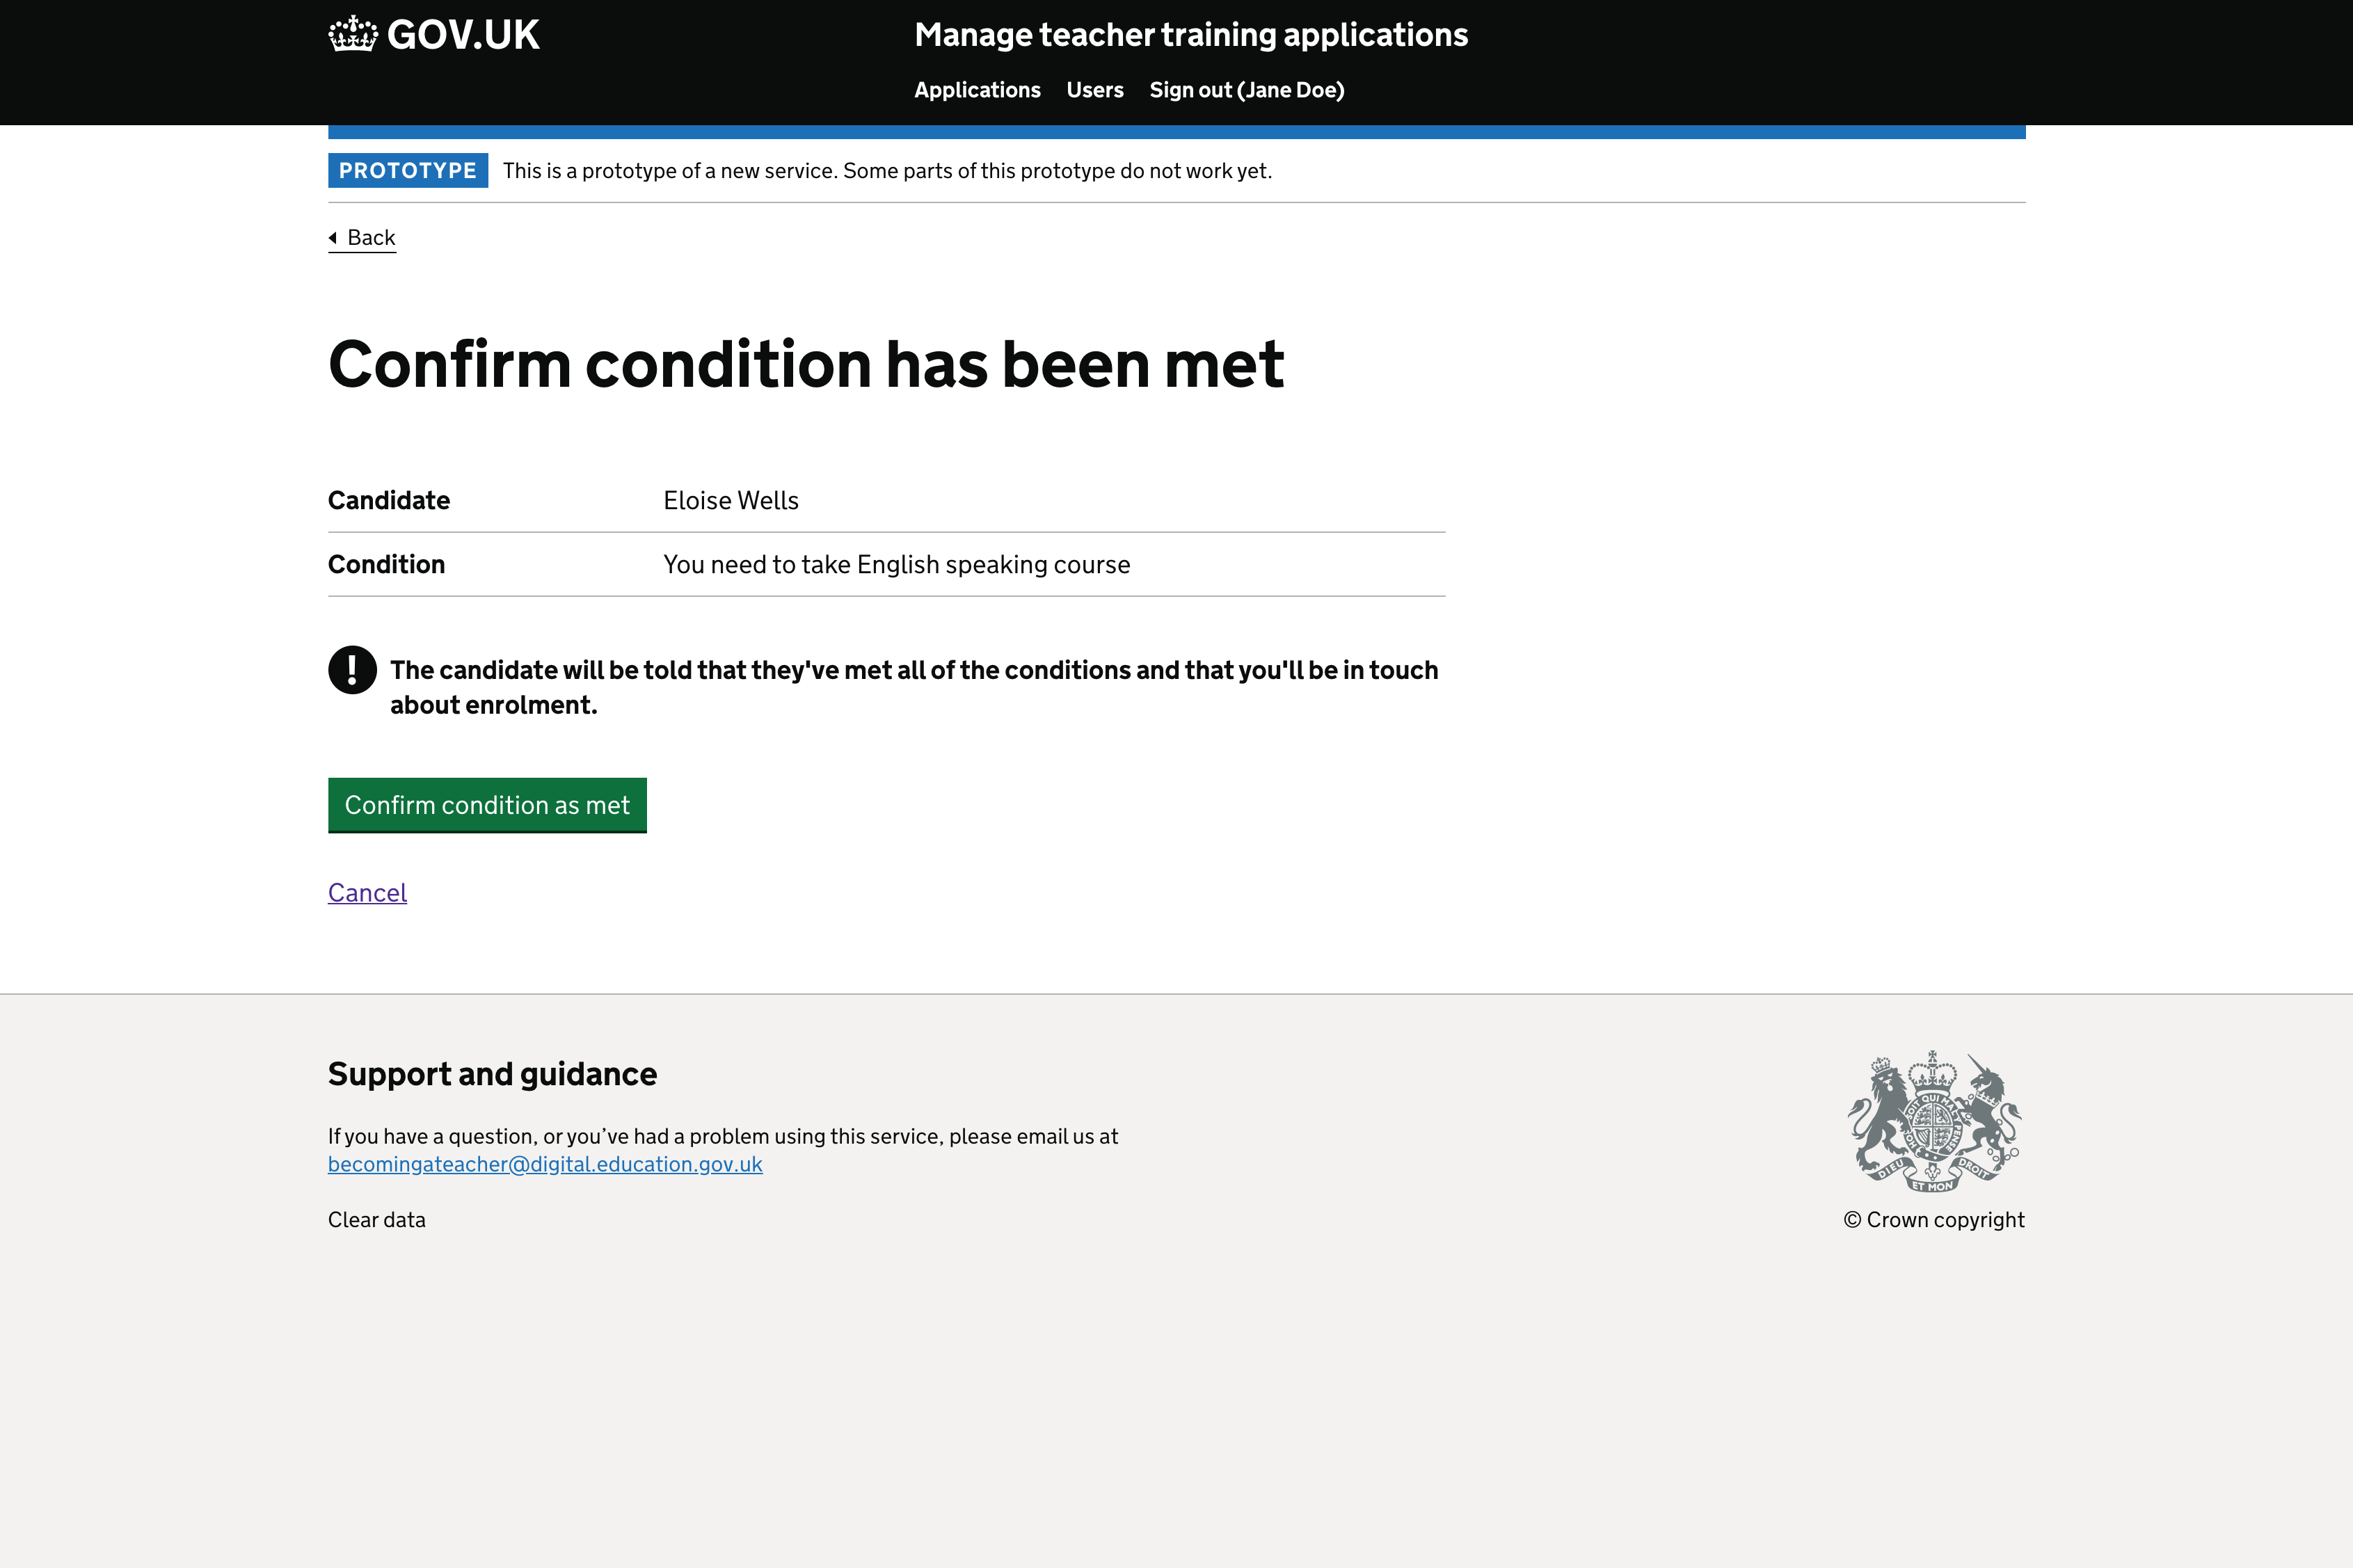 GOV.UK
Manage teacher training applications
Applications Users Sign out (Jane Doe)
PROTOTYPE This is a prototype of a new service. Some parts of this prototype do not work yet.
Back
Confirm condition has been met
Candidate Eloise Wells
Condition You need to take English speaking course
! The candidate will be told that they've met all of the conditions and that you'll be in touch
about enrolment.
Confirm condition as met
Cancel
Support and guidance
If you have a question, or you’ve had a problem using this service, please email us at
becomingateacher@digital.education.gov.uk
DIEU ET MON DROIT
Clear data
© Crown copyright